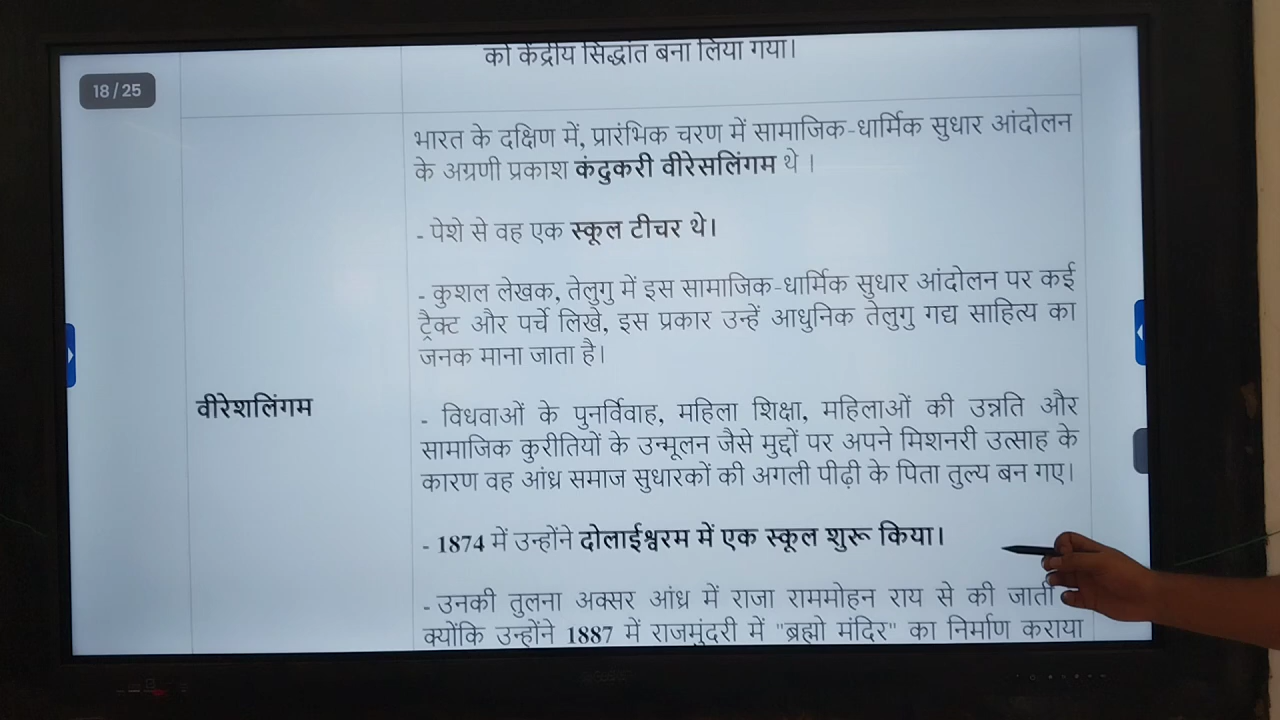 को केंद्रीय सिद्धांत बना लिया गया।
18 / 25
भारत के दक्षिण में, प्रारंभिक चरण में सामाजिक-धार्मिक सुधार आंदोलन
के अग्रणी प्रकाश कंदुकरी वीरेसलिंगम थे ।
- पेशे से वह एक स्कूल टीचर थे।
- कुशल लेखक, तेलुगु में इस सामाजिक-धार्मिक सुधार आंदोलन पर कई
ट्रैक्ट और पर्चे लिखे, इस प्रकार उन्हें आधुनिक तेलुगु गद्य साहित्य का
जनक माना जाता है।
वीरेशलिंगम
- विधवाओं के पुनर्विवाह, महिला शिक्षा, महिलाओं की उन्नति और
सामाजिक कुरीतियों के उन्मूलन जैसे मुद्दों पर अपने मिशनरी उत्साह के
कारण वह आंध्र समाज सुधारकों की अगली पीढ़ी के पिता तुल्य बन गए।
- 1874 में उन्होंने दोलाईश्वरम में एक स्कूल शुरू किया।
- उनकी तुलना अक्सर आंध्र में राजा राममोहन राय से की जाती
क्योंकि उन्होंने 1887 में राजमुंदरी में "ब्रह्मो मंदिर" का निर्माण कराया